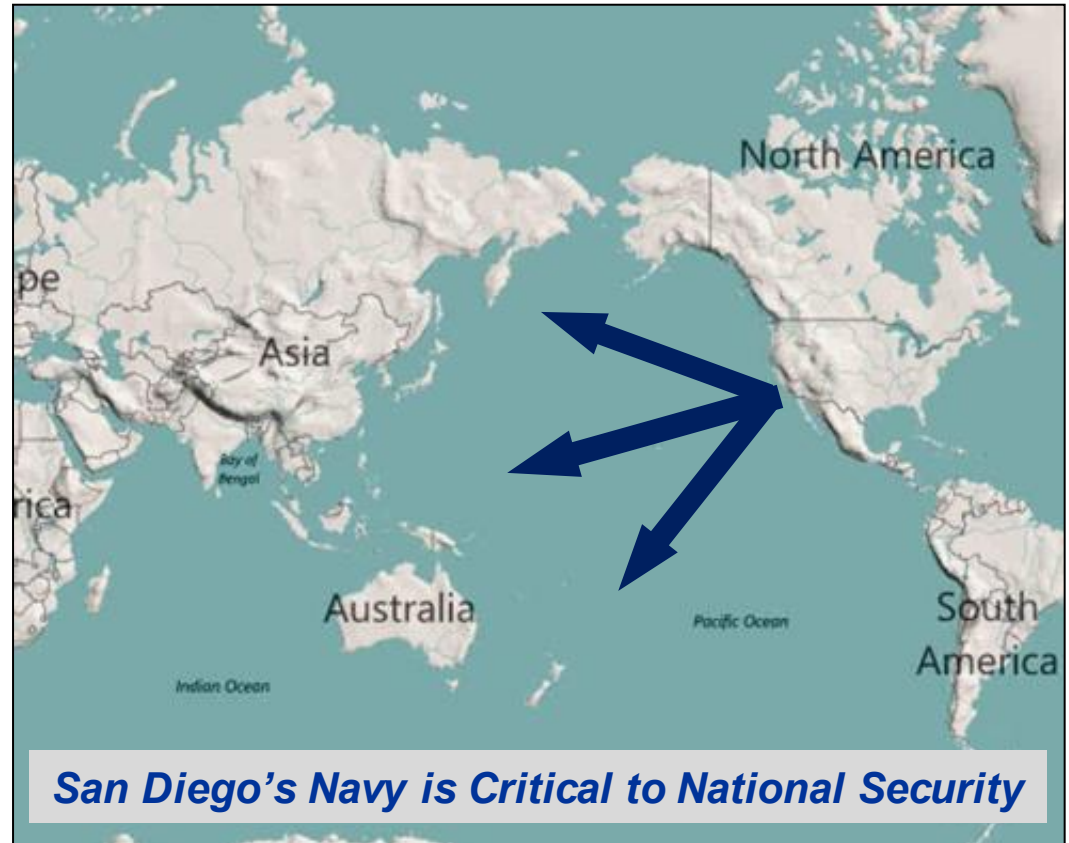 North America
pe
Asia
Bay of
Bengal
rica
Australia
Pacific Ocean
South
America
Indian Ocean
San Diego's Navy is Critical to National Security